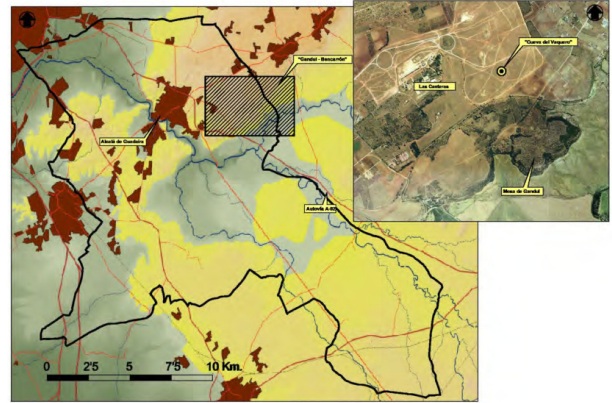 "Gandul - Bencarrón"
"Cueva del Vaquero"
Las Canteras
Alcalá de Guadaira
Mesa de Gandul
Autovía A-92
0 2'5 5 7'5 10 Km.